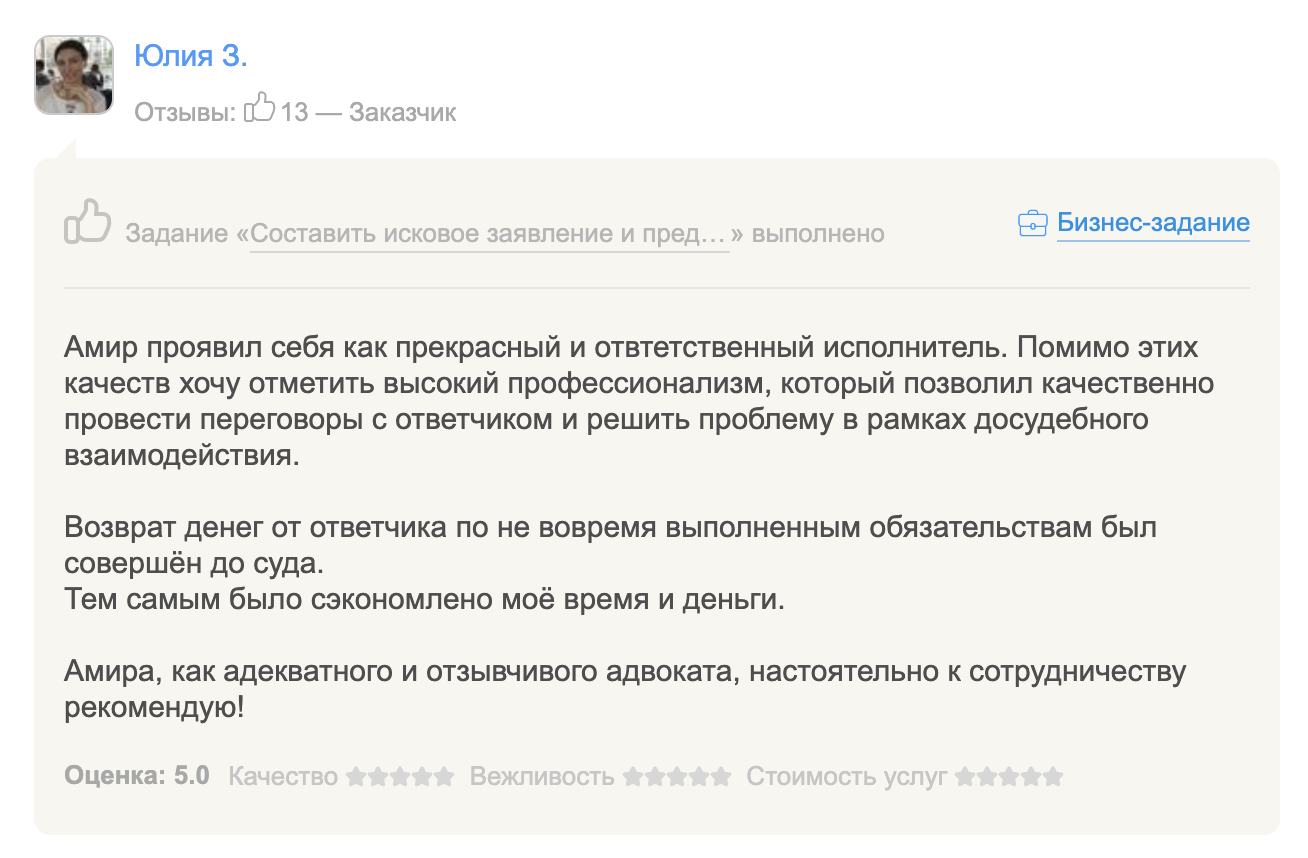 Юлия З.
Отзывы: 13 — Заказчик
Задание «Составить исковое заявление и пред...» выполнено
Бизнес-задание
Амир проявил себя как прекрасный и отвтетственный исполнитель. Помимо этих
качеств хочу отметить высокий профессионализм, который позволил качественно
провести переговоры с ответчиком и решить проблему в рамках досудебного
взаимодействия.
Возврат денег от ответчика по не вовремя выполненным обязательствам был
совершён до суда.
Тем самым было сэкономлено моё время и деньги.
Амира, как адекватного и отзывчивого адвоката, настоятельно к сотрудничеству
рекомендую!
Оценка: 5.0 Качество Вежливость Стоимость услуг